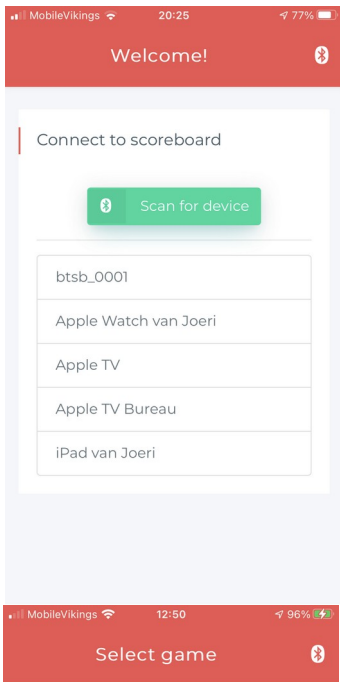 MobileVikings 20:25 77%
Welcome!
Connect to scoreboard
Scan for device
btsb_0001
Apple Watch van Joeri
Apple TV
Apple TV Bureau
iPad van Joeri
MobileVikings 12:50 96%
Select game